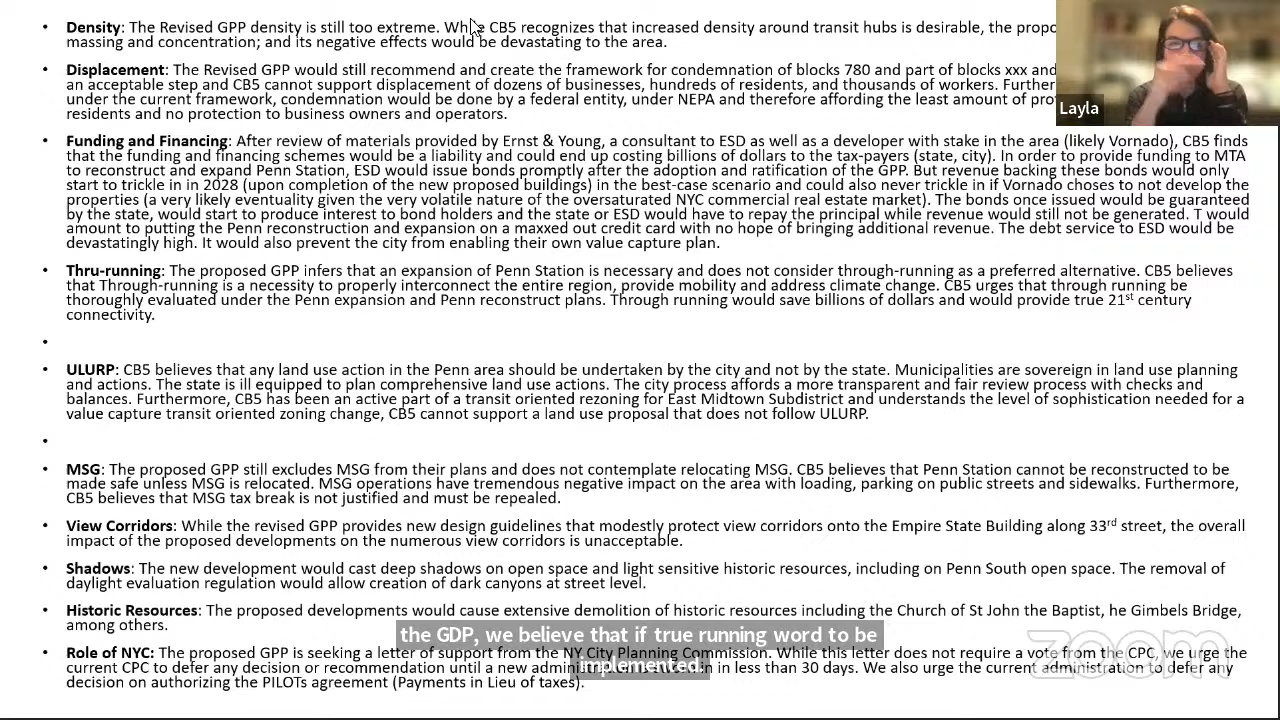 • Density: The Revised GPP density is still too extreme. While CB5 recognizes that increased density around transit hubs is desirable, the propo
massing and concentration; and its negative effects would be devastating to the area.
• Displacement: The Revised GPP would still recommend and create the framework for condemnation of blocks 780 and part of blocks xxx and
an acceptable step and CB5 cannot support displacement of dozens of businesses, hundreds of residents, and thousands of workers. Further
under the current framework, condemnation would be done by a federal entity, under NEPA and therefore affording the least amount of pro
residents and no protection to business owners and operators.
Layla
• Funding and Financing: After review of materials provided by Ernst & Young, a consultant to ESD as well as a developer with stake in the area (likely Vornado), CB5 finds
that the funding and financing schemes would be a liability and could end up costing billions of dollars to the tax-payers (state, city). In order to provide funding to MTA
to reconstruct and expand Penn Station, ESD would issue bonds promptly after the adoption and ratification of the GPP. But revenue backing these bonds would only
start to trickle in in 2028 (upon completion of the new proposed buildings) in the best-case scenario and could also never trickle in if Vornado choses to not develop the
properties (a very likely eventuality given the very volatile nature of the oversaturated NYC commercial real estate market). The bonds once issued would be guaranteed
by the state, would start to produce interest to bond holders and the state or ESD would have to repay the principal while revenue would still not be generated. T would
amount to putting the Penn reconstruction and expansion on a maxxed out credit card with no hope of bringing additional revenue. The debt service to ESD would be
devastatingly high. It would also prevent the city from enabling their own value capture plan.
• Thru-running: The proposed GPP infers that an expansion of Penn Station is necessary and does not consider through-running as a preferred alternative. CB5 believes
that Through-running is a necessity to properly interconnect the entire region, provide mobility and address climate change. CB5 urges that through running be
thoroughly evaluated under the Penn expansion and Penn reconstruct plans. Through running would save billions of dollars and would provide true 21st century
connectivity.
•
• ULURP: CB5 believes that any land use action in the Penn area should be undertaken by the city and not by the state. Municipalities are sovereign in land use planning
and actions. The state is ill equipped to plan comprehensive land use actions. The city process affords a more transparent and fair review process with checks and
balances. Furthermore, CB5 has been an active part of a transit oriented rezoning for East Midtown Subdistrict and understands the level of sophistication needed for a
value capture transit oriented zoning change, CB5 cannot support a land use proposal that does not follow ULURP.
•
• MSG: The proposed GPP still excludes MSG from their plans and does not contemplate relocating MSG. CB5 believes that Penn Station cannot be reconstructed to be
made safe unless MSG is relocated. MSG operations have tremendous negative impact on the area with loading, parking on public streets and sidewalks. Furthermore,
CB5 believes that MSG tax break is not justified and must be repealed.
• View Corridors: While the revised GPP provides new design guidelines that modestly protect view corridors onto the Empire State Building along 33rd street, the overall
impact of the proposed developments on the numerous view corridors is unacceptable.
• Shadows: The new development would cast deep shadows on open space and light sensitive historic resources, including on Penn South open space. The removal of
daylight evaluation regulation would allow creation of dark canyons at street level.
• Historic Resources: The proposed developments would cause extensive demolition of historic resources including the Church of St John the Baptist, he Gimbels Bridge,
among others.
the GDP, we believe that if true running word to be
implemented.
• Role of NYC: The proposed GPP is seeking a letter of support from the NY City Planning Commission. While this letter does not require a vote from the CPC, we urge the
current CPC to defer any decision or recommendation until a new in less than 30 days. We also urge the current administration to defer any
decision on authorizing the PILOTs agreement (Payments in Lieu of taxes).
zoom